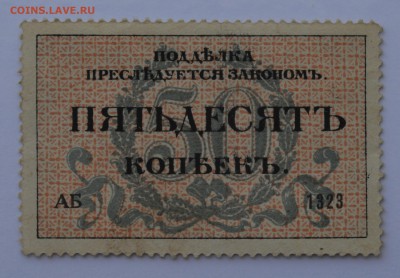 COINS.LAVE.RU
ПОДДѢЛКА
ПРЕСЛѢДУЕТСЯ ЗАКОНОМЪ.
50
ПЯТЬДЕСЯТЪ
КОПѢЕКЪ.
АБ 1323